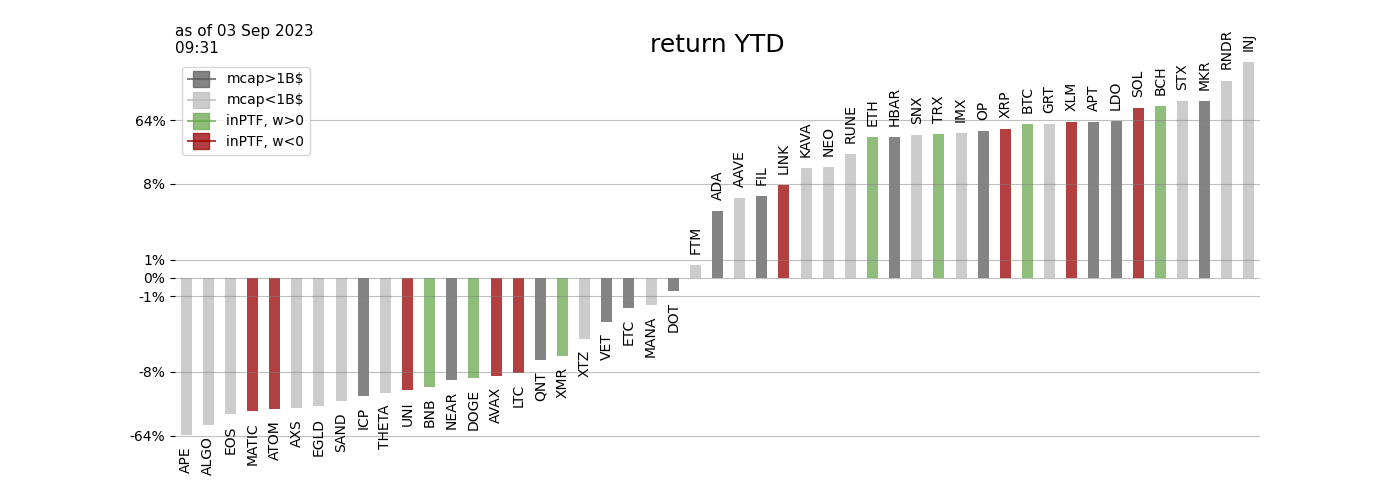 as of 03 Sep 2023
09:31
return YTD
mcap>1B$
mcap<1B$
inPTF, w>0
inPTF, w<0
64%
8%
1%
0%
-1%
-8%
-64%
APE
ALGO
EOS
MATIC
ATOM
AXS
EGLD
SAND
ICP
THETA
UNI
BNB
NEAR
DOGE
AVAX
LTC
QNT
XMR
XTZ
VET
ETC
MANA
DOT
FTM
ADA
AAVE
FIL
LINK
KAVA
NEO
RUNE
ETH
HBAR
SNX
TRX
IMX
OP
XRP
BTC
GRT
XLM
APT
LDO
SOL
BCH
STX
MKR
RNDR
INJ